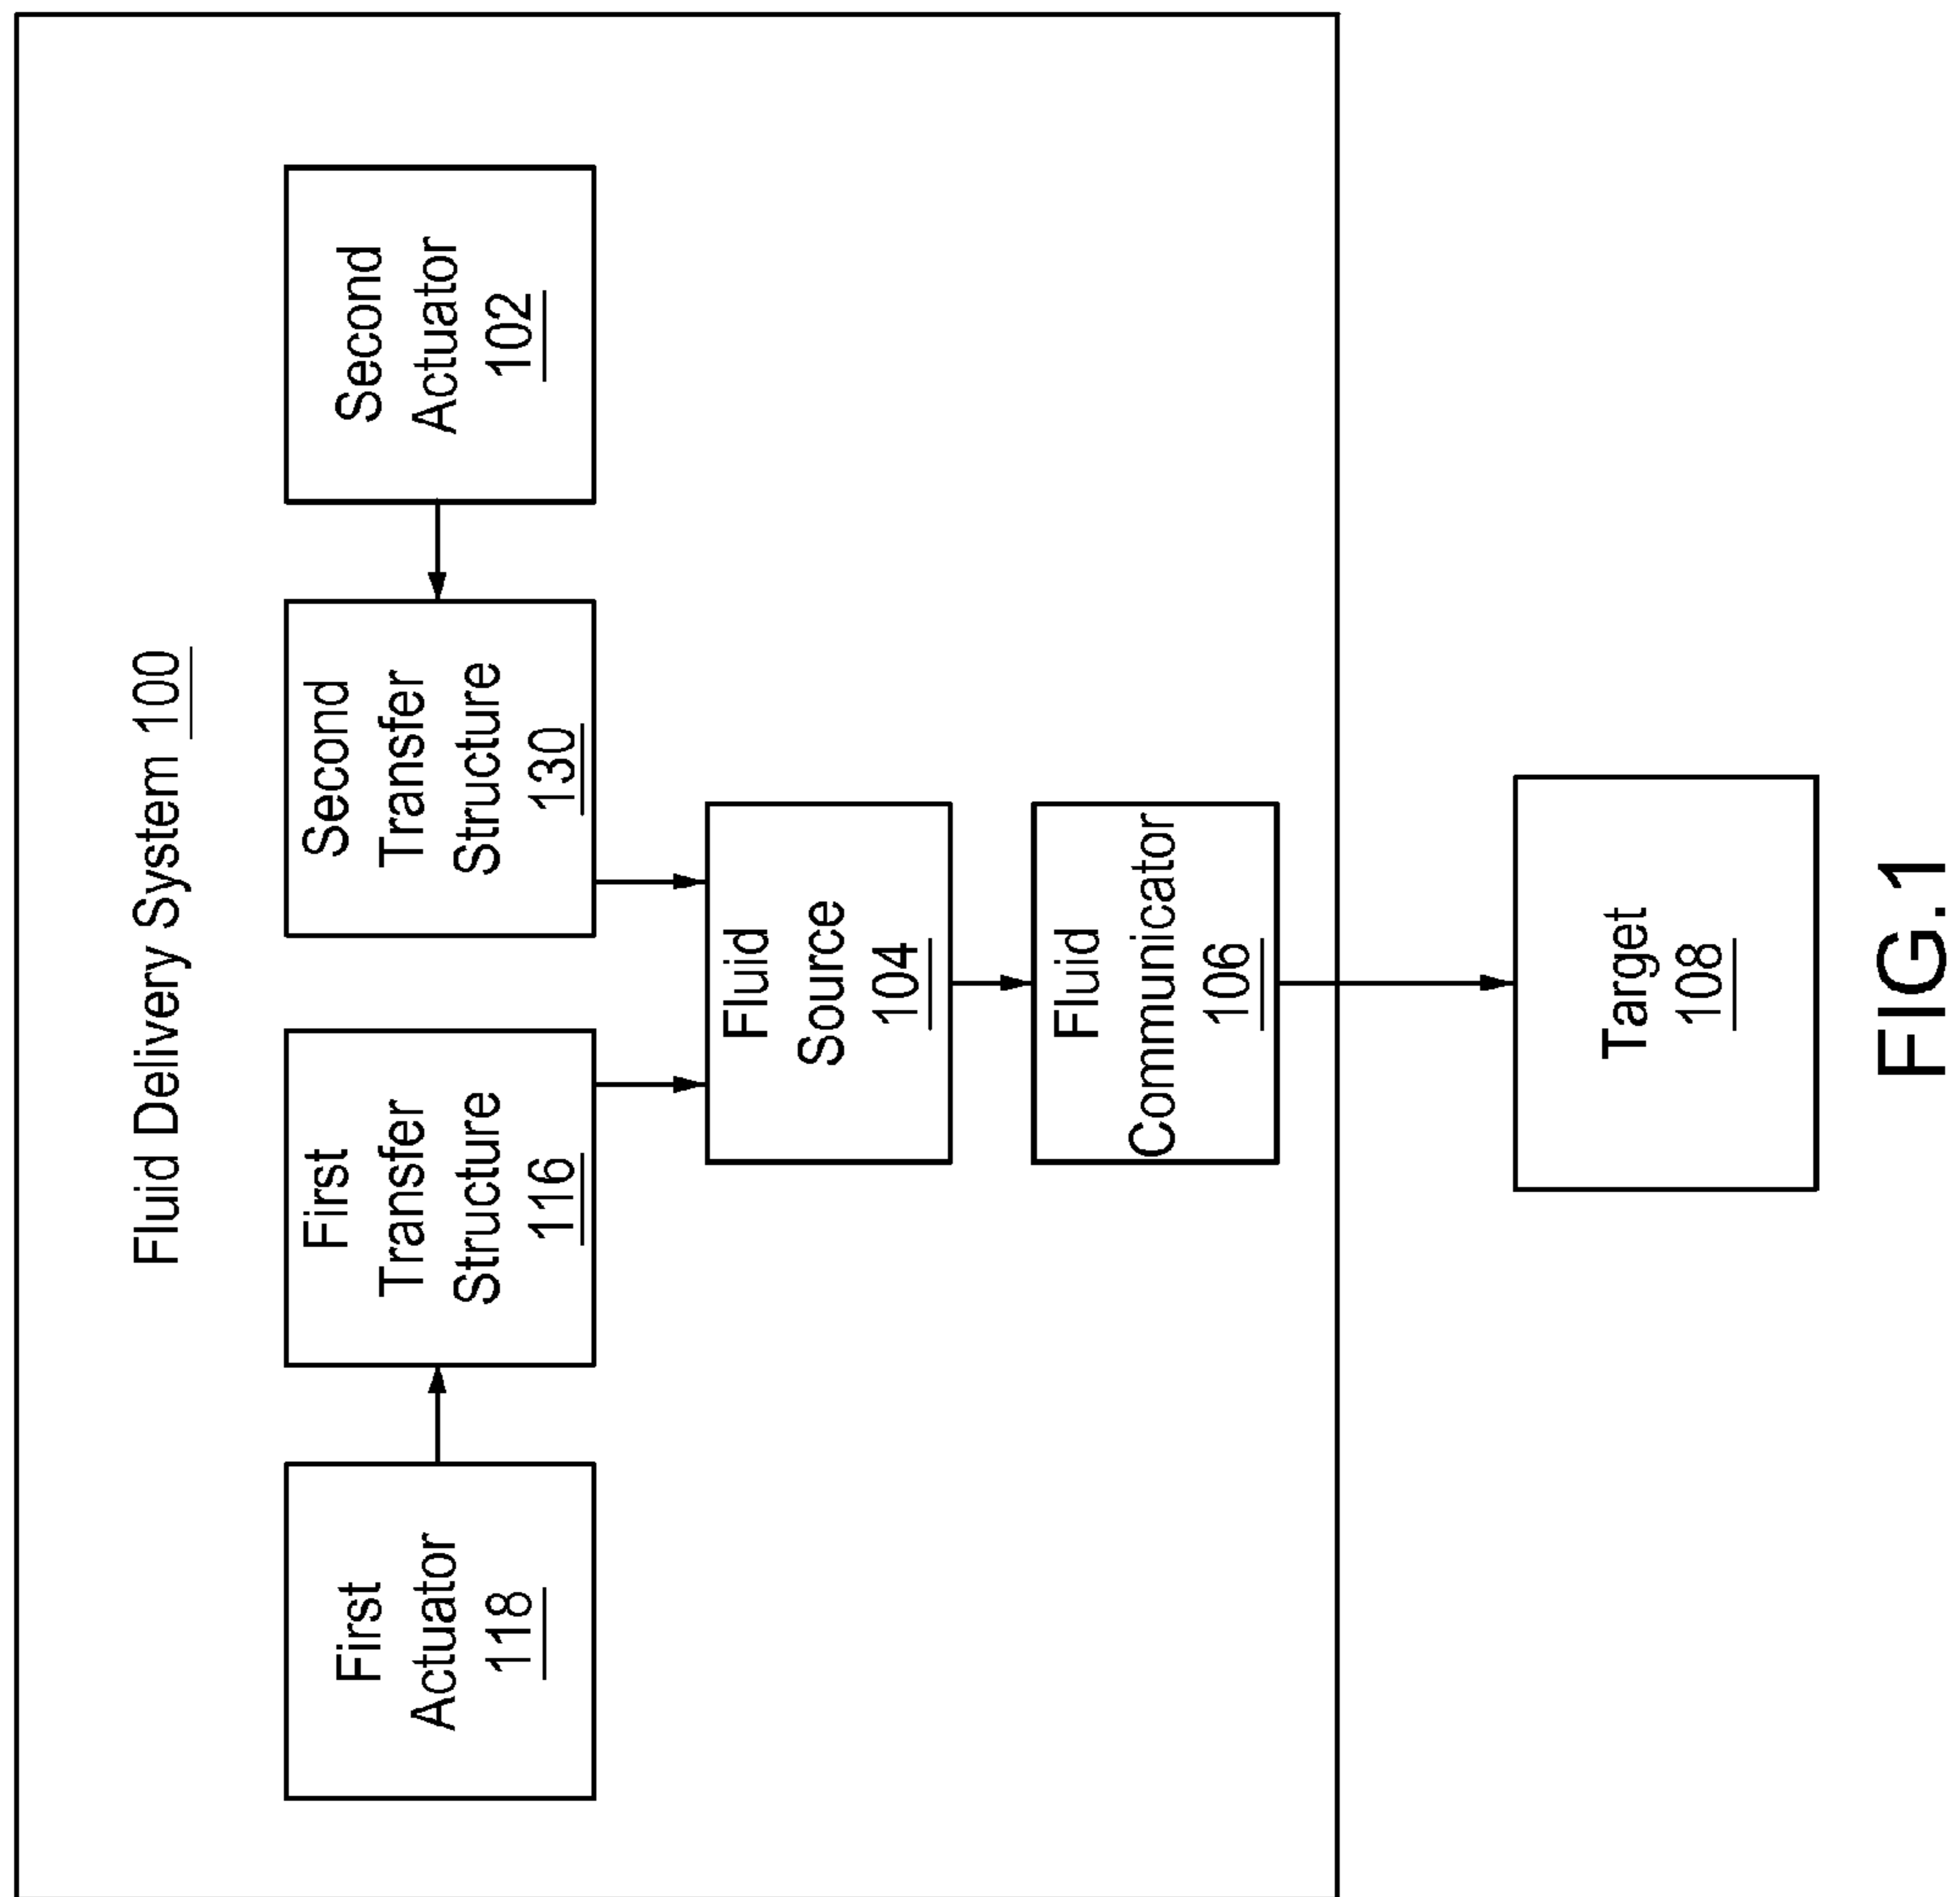 Fluid Delivery System 100
First
Actuator
118
First
Transfer
Structure
116
Second
Transfer
Structure
130
Second
Actuator
102
Fluid
Source
104
Fluid
Communicator
106
Target
108
FIG.1